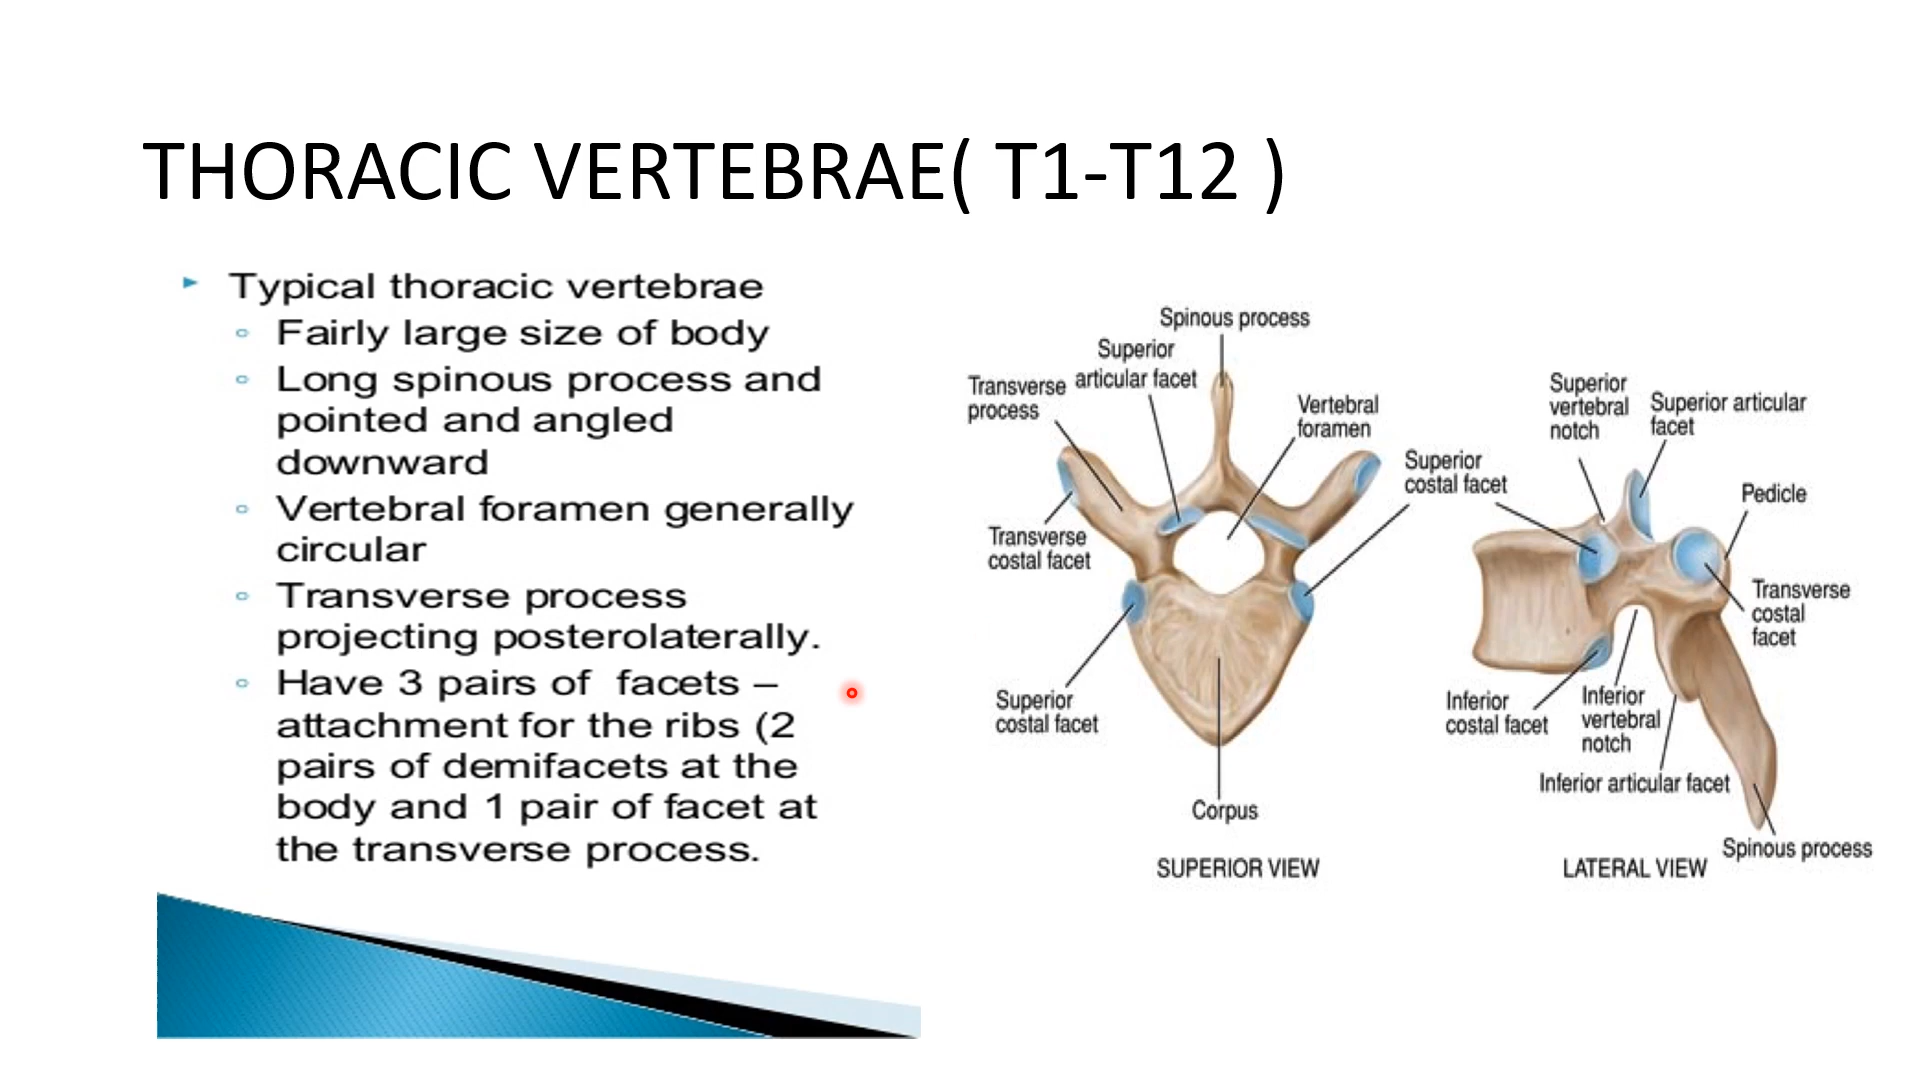 THORACIC VERTEBRAE( T1-T12 )
Typical thoracic vertebrae
Fairly large size of body
Long spinous process and
pointed and angled
downward
Vertebral foramen generally
circular
Transverse process
projecting posterolaterally.
Have 3 pairs of facets –
attachment for the ribs (2
pairs of demifacets at the
body and 1 pair of facet at
the transverse process.
Spinous process
Superior
articular facet
Transverse
process
Vertebral
foramen
Superior
costal facet
Transverse
costal facet
Superior
costal facet
Corpus
SUPERIOR VIEW
Superior
vertebral
notch
Superior articular
facet
Pedicle
Transverse
costal
facet
Inferior
costal facet
Inferior
vertebral
notch
Inferior articular facet
Spinous process
LATERAL VIEW